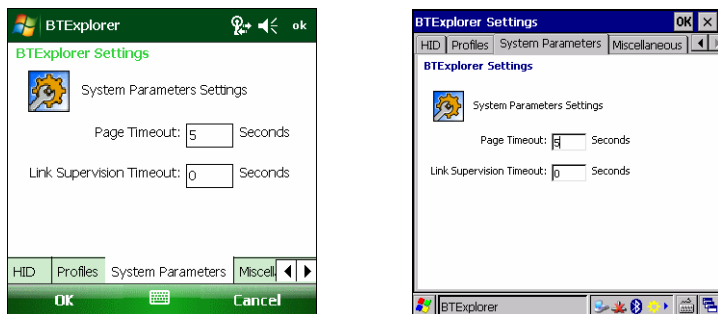 BTExplorer ok
BTExplorer Settings
System Parameters Settings
Page Timeout: 5 Seconds
Link Supervision Timeout: 0 Seconds
HID Profiles System Parameters Miscell
OK Cancel
BTExplorer Settings OK
HID Profiles System Parameters Miscellaneous
BTExplorer Settings
System Parameters Settings
Page Timeout: 5 Seconds
Link Supervision Timeout: 0 Seconds
BTExplorer